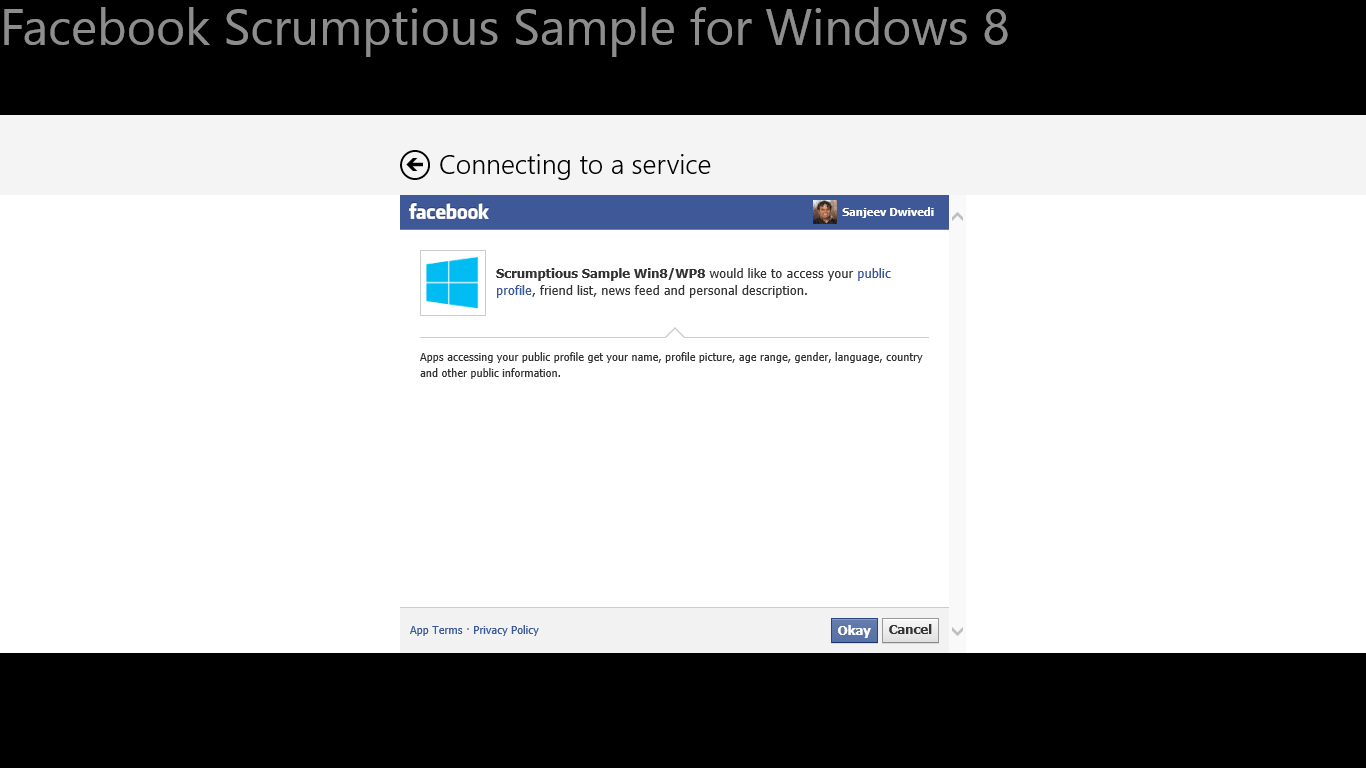 Facebook Scrumptious Sample for Windows 8
Connecting to a service
facebook
Sanjeev Dwivedi
Scrumptious Sample Win8/WP8 would like to access your public
profile, friend list, news feed and personal description.
Apps accessing your public profile get your name, profile picture, age range, gender, language, country
and other public information.
App Terms · Privacy Policy
Okay
Cancel